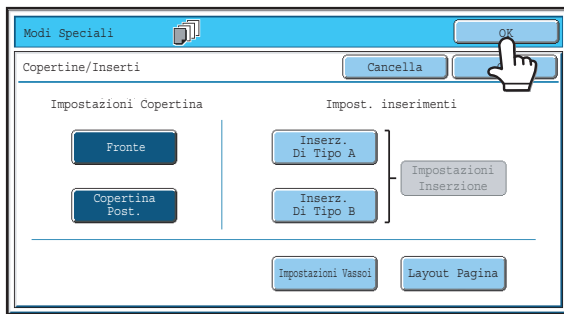 Modi Speciali
OK
Copertine/Inserti
Cancella
Impostazioni Copertina
Impost. inserimenti
Fronte
Inserz.
Di Tipo A
Impostazioni
Inserzione
Copertina
Post.
Inserz.
Di Tipo B
Impostazioni Vassoi
Layout Pagina